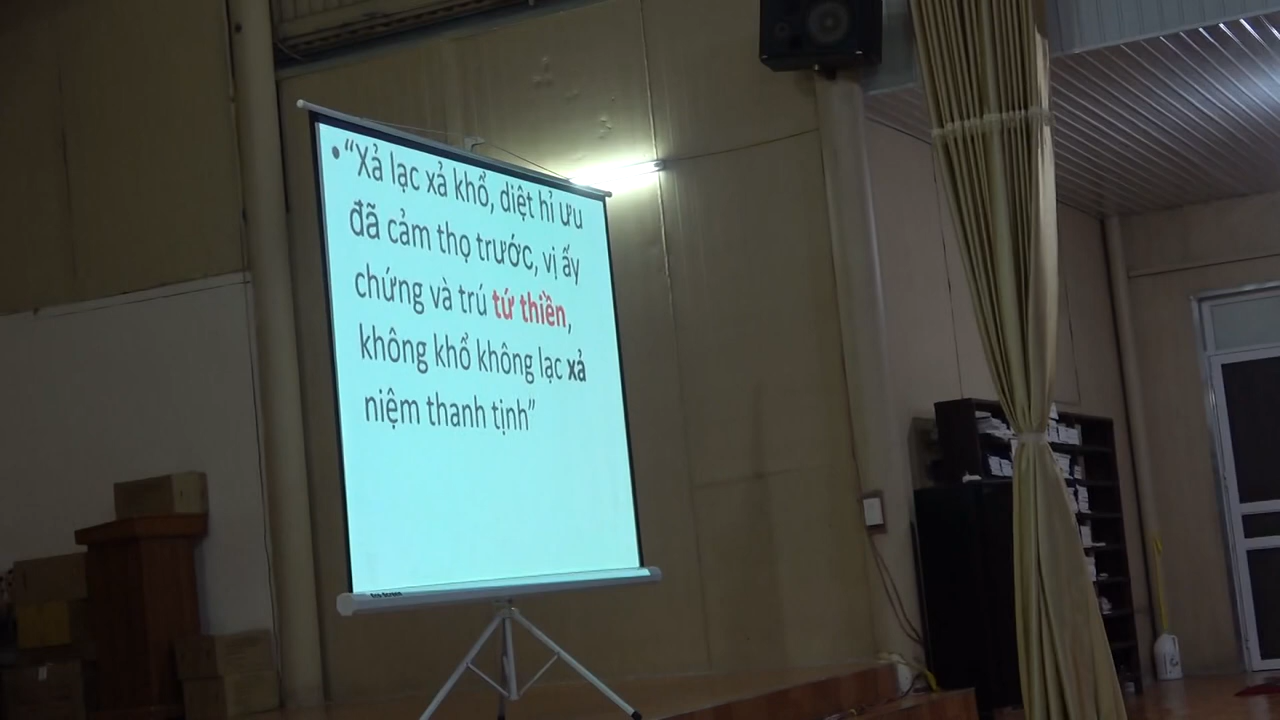 •“Xả lạc xả khổ, diệt hỉ ưu
đã cảm thọ trước, vị ấy
chứng và trú tứ thiền,
không khổ không lạc xả
niệm thanh tịnh”